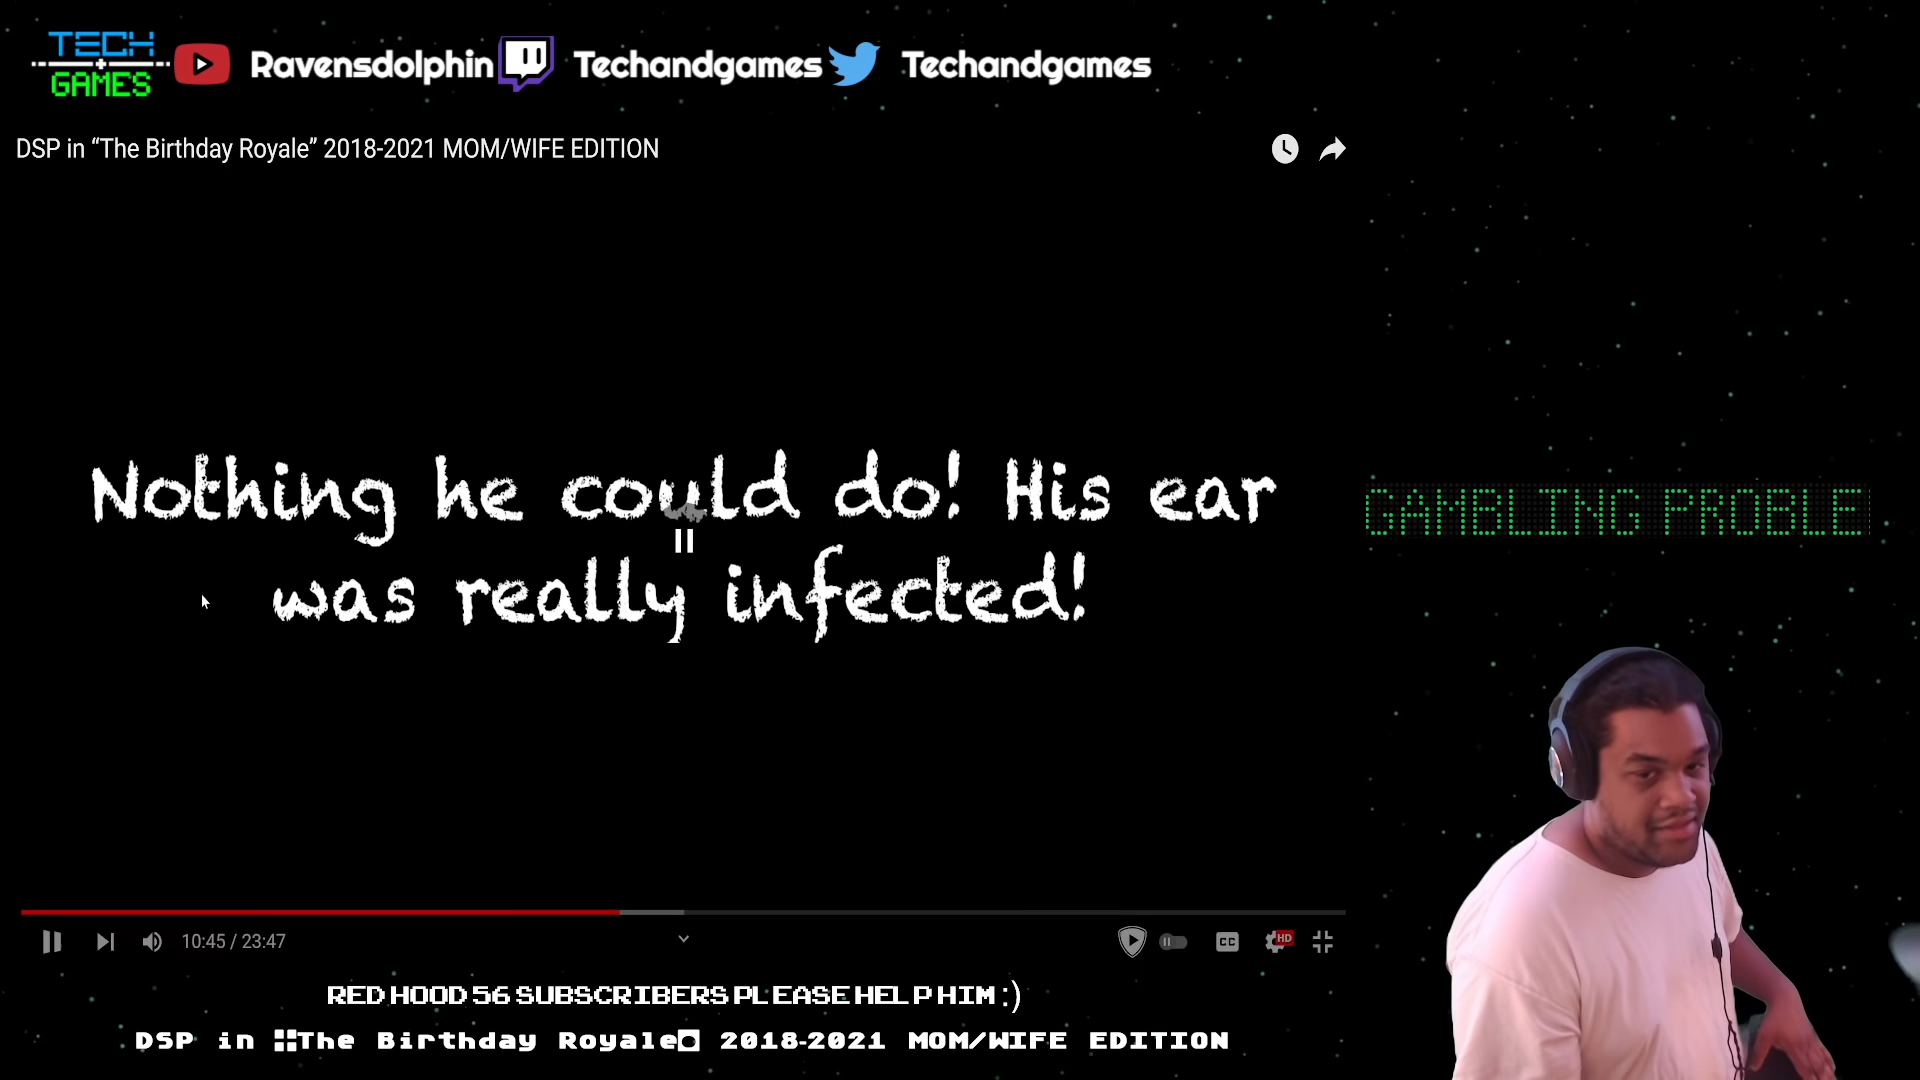 TECH
GAMES
Ravensdolphin
Techandgames
Techandgames
DSP in “The Birthday Royale” 2018-2021 MOM/WIFE EDITION
Nothing he could do! His ear
was really infected!
GAMBLING PROBLE
10:45 / 23:47
CC
HD
RED HOOD 56 SUBSCRIBERS PLEASE HELP HIM :)
DSP in The Birthday Royale 2018-2021 MOM/WIFE EDITION